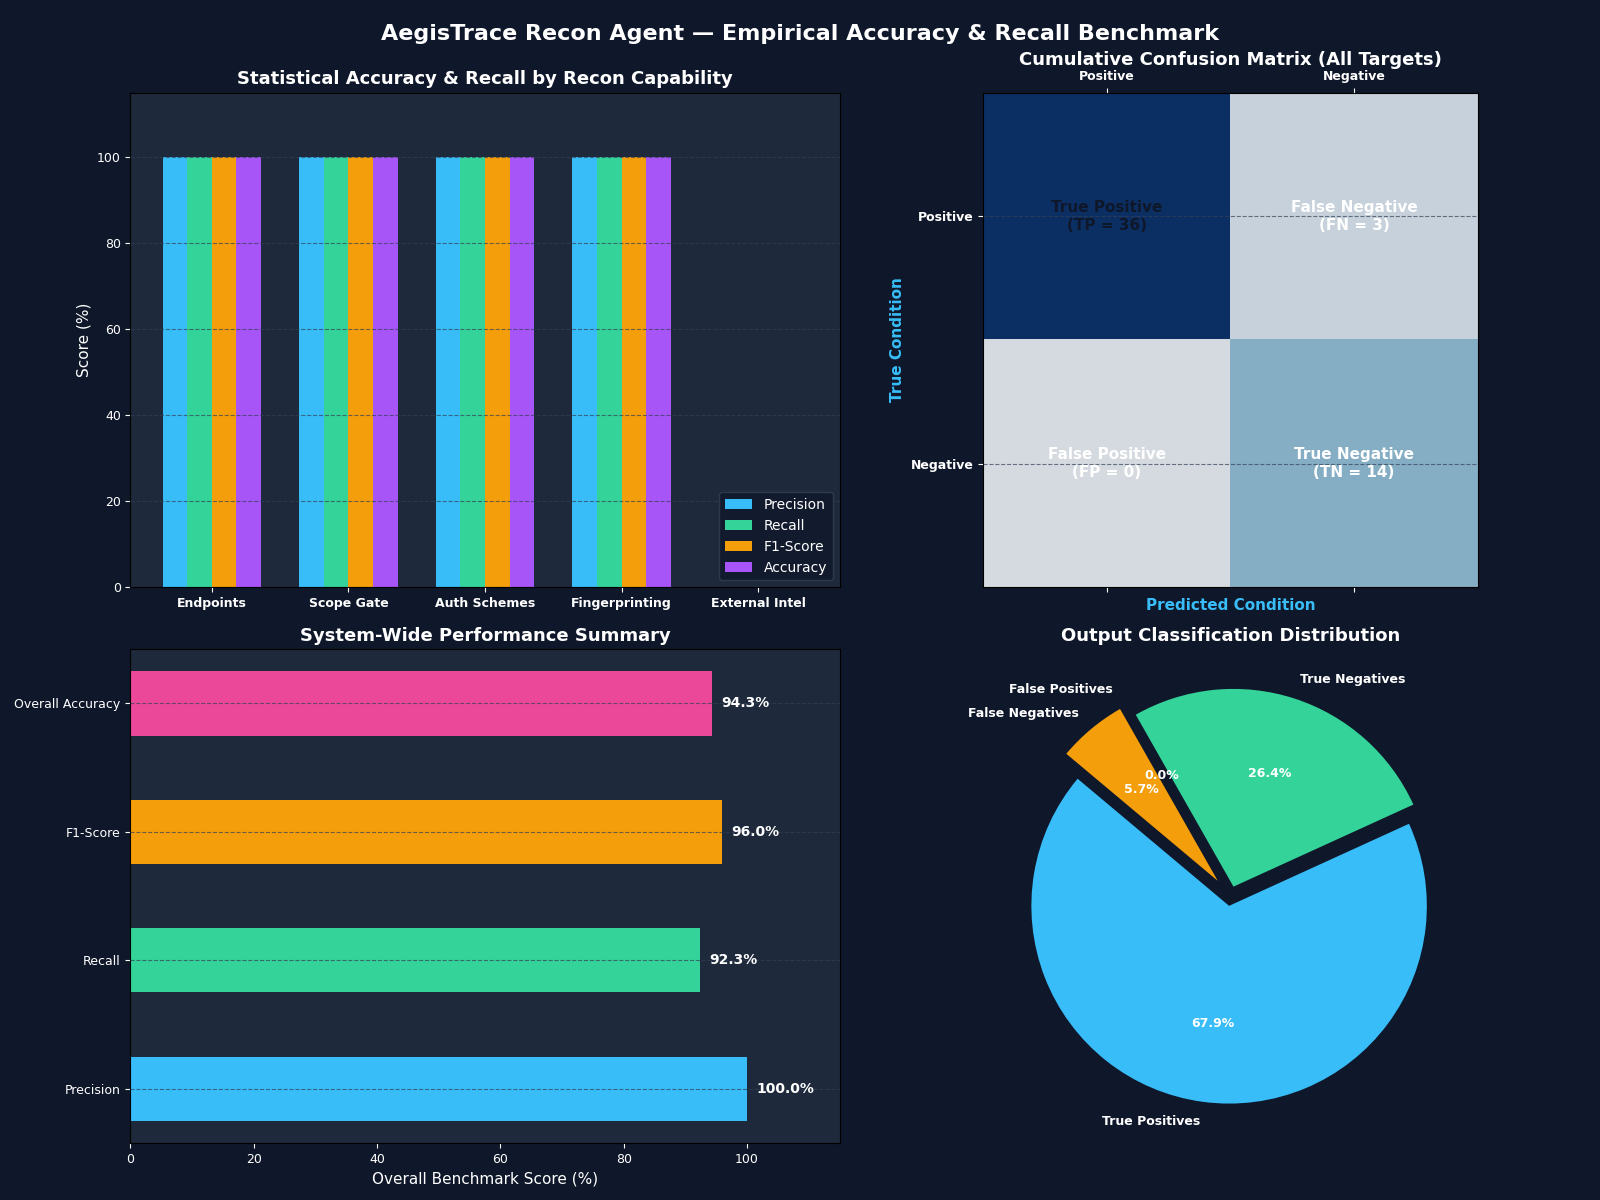 AegisTrace Recon Agent — Empirical Accuracy & Recall Benchmark
Statistical Accuracy & Recall by Recon Capability
Score (%)
100
80
60
40
20
0
Endpoints
Scope Gate
Auth Schemes
Fingerprinting
External Intel
Precision
Recall
F1-Score
Accuracy
Cumulative Confusion Matrix (All Targets)
Positive
Negative
True Condition
Positive
Negative
True Positive
(TP = 36)
False Negative
(FN = 3)
False Positive
(FP = 0)
True Negative
(TN = 14)
Predicted Condition
System-Wide Performance Summary
Overall Accuracy
94.3%
F1-Score
96.0%
Recall
92.3%
Precision
100.0%
0
20
40
60
80
100
Overall Benchmark Score (%)
Output Classification Distribution
True Negatives
False Positives
False Negatives
26.4%
0.0%
5.7%
67.9%
True Positives